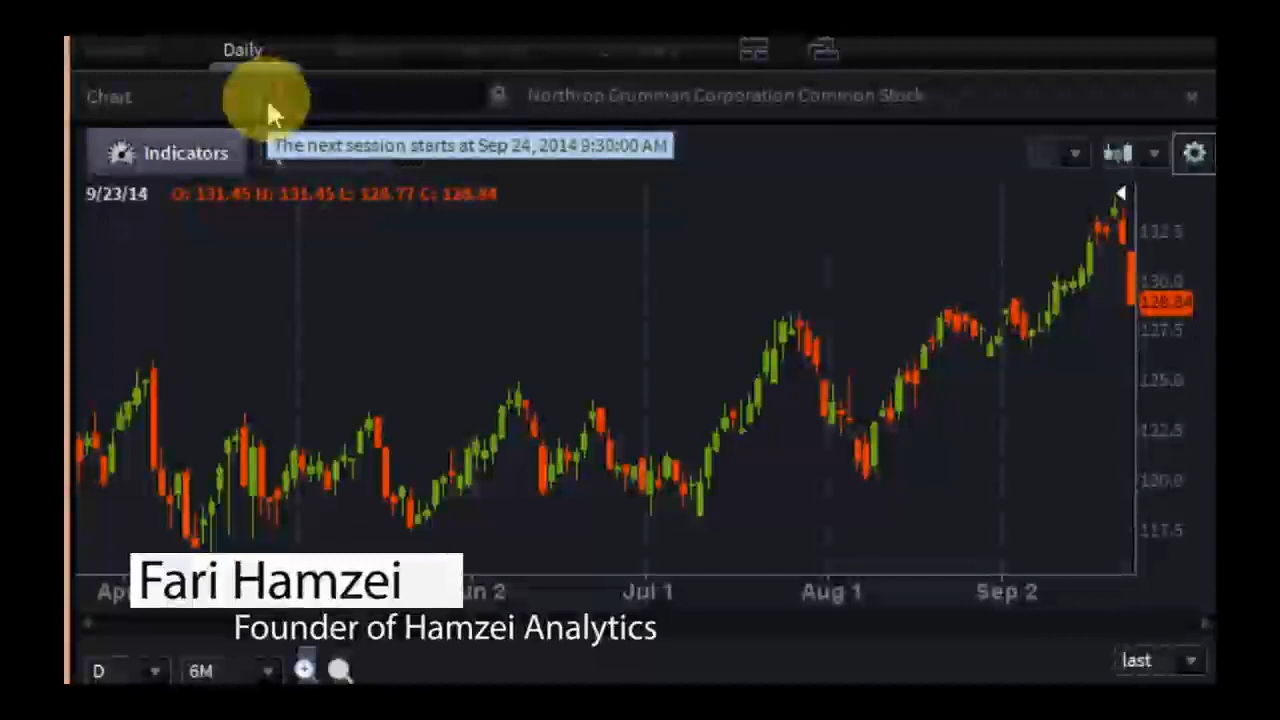 Daily
Chart
Northrop Grumman Corporation Common Stock
The next session starts at Sep 24, 2014 9:30:00 AM
Indicators
9/23/14 O: 131.45 H: 131.45 L: 128.77 C: 128.84
132.5
130.0
128.84
127.5
125.0
122.5
120.0
117.5
Fari Hamzei
Jul 1 Aug 1 Sep 2
Founder of Hamzei Analytics
last
D 6M